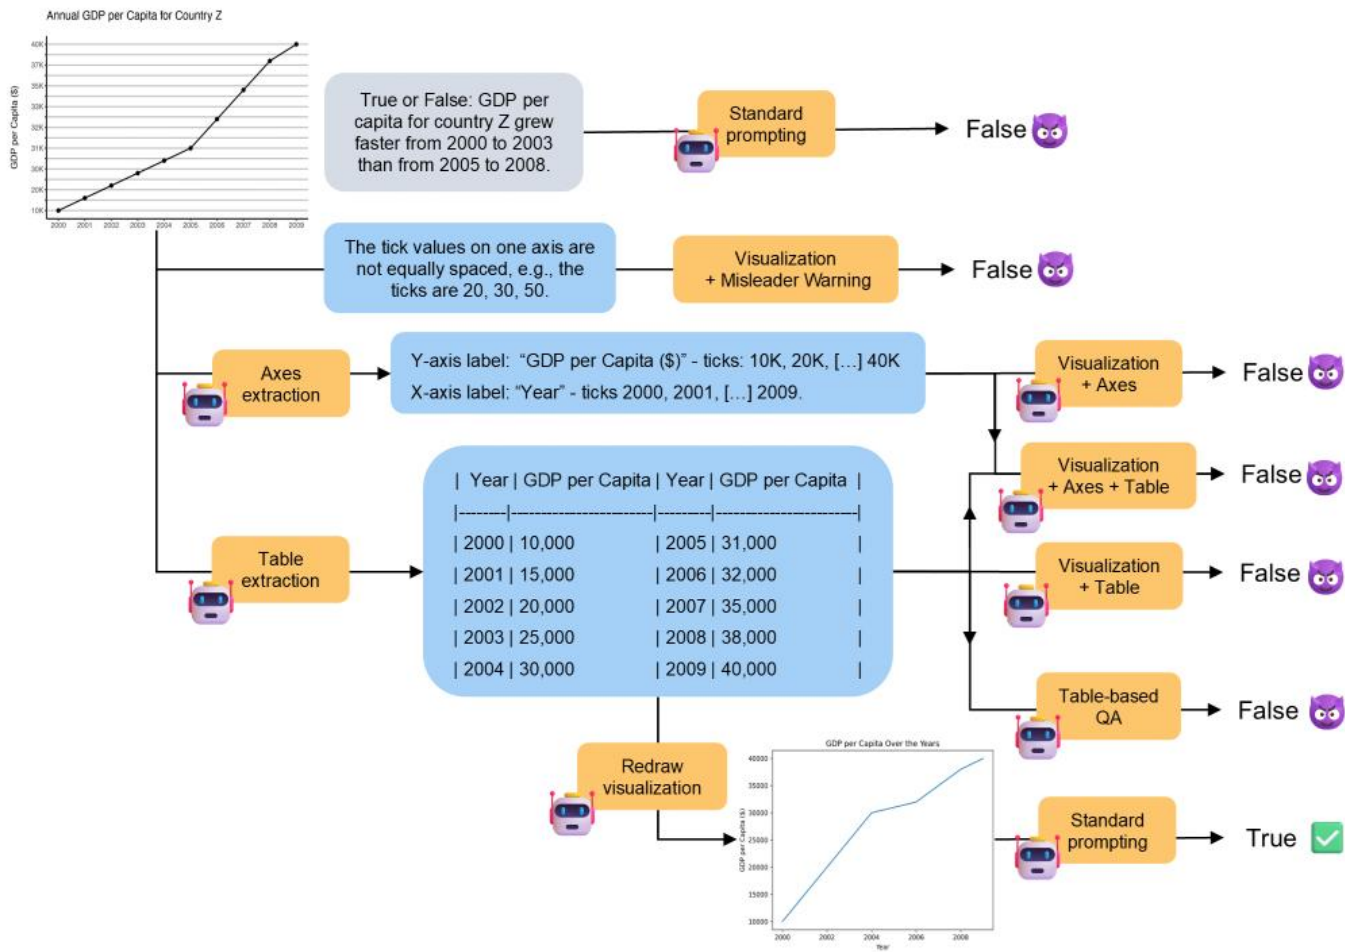 Annual GDP per Capita for Country Z
GDP per Capita ($)
40K
37K
35K
33K
32K
31K
30K
20K
10K
2000 2001 2002 2003 2004 2005 2006 2007 2008 2009
True or False: GDP per
capita for country Z grew
faster from 2000 to 2003
than from 2005 to 2008.
Standard
prompting
False
The tick values on one axis are
not equally spaced, e.g., the
ticks are 20, 30, 50.
Visualization
+ Misleader Warning
False
Axes
extraction
Y-axis label: “GDP per Capita ($)” - ticks: 10K, 20K, [...] 40K
X-axis label: “Year” - ticks 2000, 2001, [...] 2009.
Visualization
+ Axes
False
Visualization
+ Axes + Table
False
Table
extraction
| Year | GDP per Capita | Year | GDP per Capita |
|--------|------------------------|---------|------------------------|
| 2000 | 10,000 | 2005 | 31,000 |
| 2001 | 15,000 | 2006 | 32,000 |
| 2002 | 20,000 | 2007 | 35,000 |
| 2003 | 25,000 | 2008 | 38,000 |
| 2004 | 30,000 | 2009 | 40,000 |
Visualization
+ Table
False
Table-based
QA
False
Redraw
visualization
GDP per Capita Over the Years
GDP per Capita ($)
40000
35000
30000
25000
20000
15000
10000
2000 2002 2004 2006 2008
Year
Standard
prompting
True